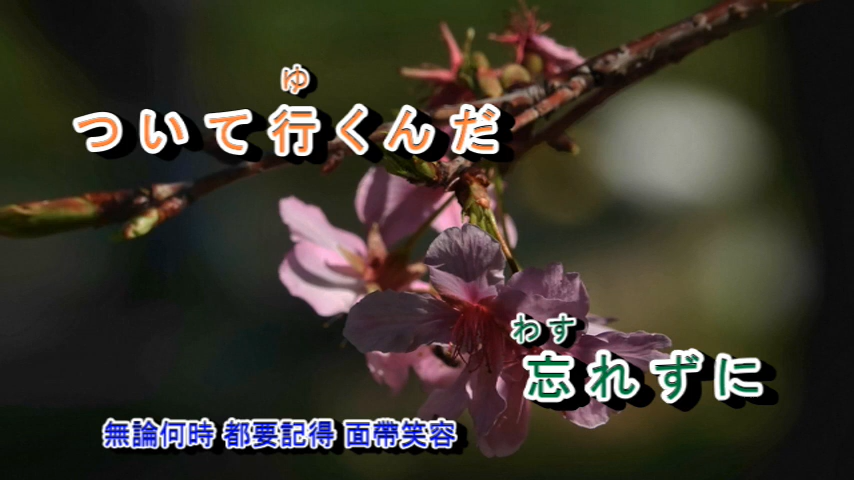 ゆ
ついて行くんだ
わす
忘れずに
無論何時 都要記得 面帶笑容